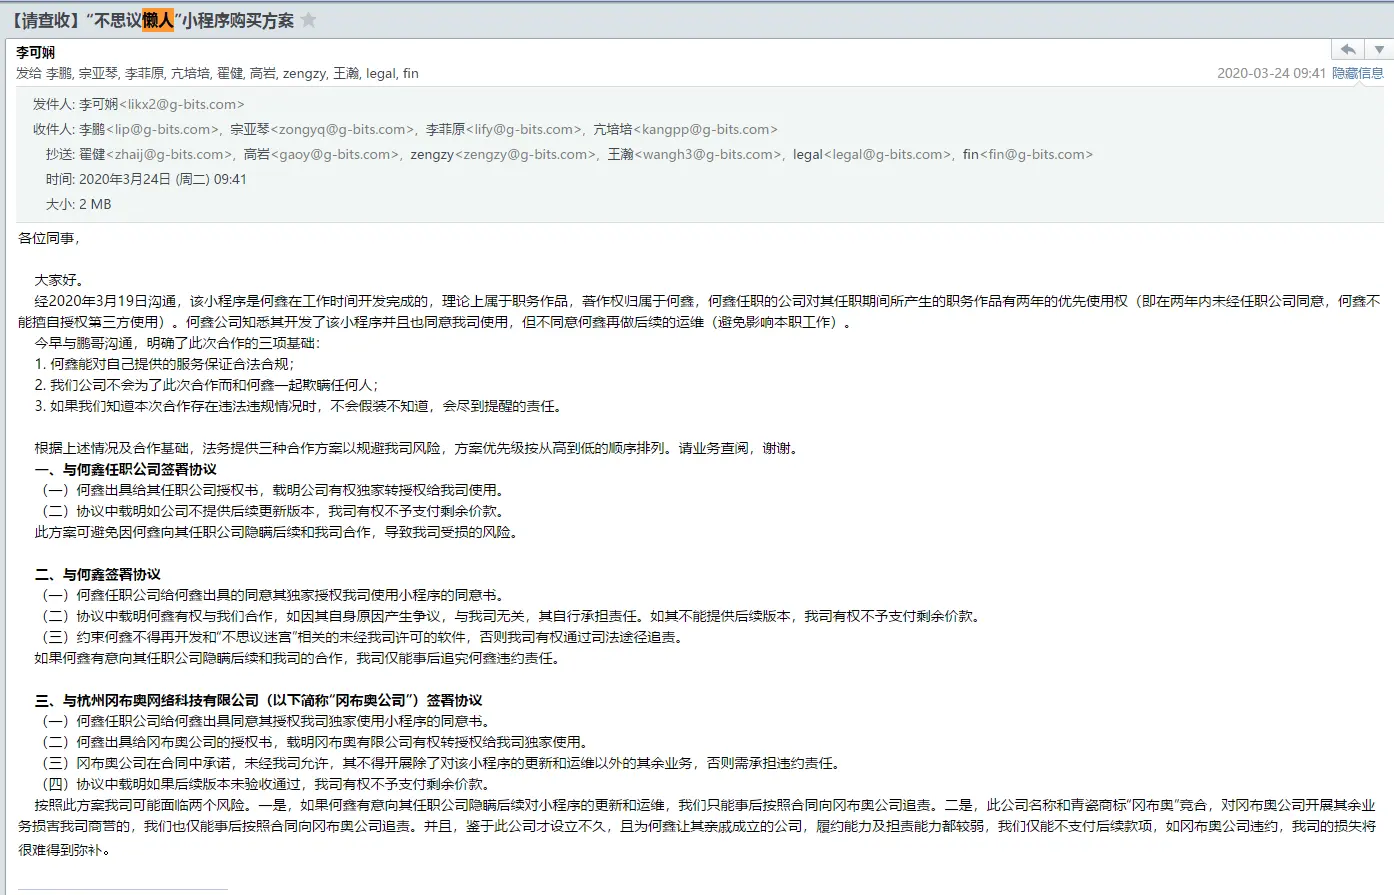 【请查收】“不思议懒人”小程序购买方案
李可娴
发给 李鹏, 宗亚琴, 李菲原, 亢培培, 翟健, 高岩, zengzy, 王瀚, legal, fin
2020-03-24 09:41 隐藏信息
发件人: 李可娴<likx2@g-bits.com>
收件人: 李鹏<lip@g-bits.com>, 宗亚琴<zongyq@g-bits.com>, 李菲原<lify@g-bits.com>, 亢培培<kangpp@g-bits.com>
抄送: 翟健<zhaij@g-bits.com>, 高岩<gaoy@g-bits.com>, zengzy<zengzy@g-bits.com>, 王瀚<wangh3@g-bits.com>, legal<legal@g-bits.com>, fin<fin@g-bits.com>
时间: 2020年3月24日 (周二) 09:41
大小: 2 MB
各位同事，
大家好。
经2020年3月19日沟通，该小程序是何鑫在工作时间开发完成的，理论上属于职务作品，著作权归属于何鑫，何鑫任职的公司对其任职期间所产生的职务作品有两年的优先使用权（即在两年内未经任职公司同意，何鑫不
能擅自授权第三方使用）。何鑫公司知悉其开发了该小程序并且也同意我司使用，但不同意何鑫再做后续的运维（避免影响本职工作）。
今早与鹏哥沟通，明确了此次合作的三项基础：
1. 何鑫能对自己提供的服务保证合法合规；
2. 我们公司不会为了此次合作而和何鑫一起欺瞒任何人；
3. 如果我们知道本次合作存在违法违规情况时，不会假装不知道，会尽到提醒的责任。
根据上述情况及合作基础，法务提供三种合作方案以规避我司风险，方案优先级按从高到低的顺序排列。请业务查阅，谢谢。
一、与何鑫任职公司签署协议
（一）何鑫出具给其任职公司授权书，载明公司有权独家转授权给我司使用。
（二）协议中载明如公司不提供后续更新版本，我司有权不予支付剩余价款。
此方案可避免因何鑫向其任职公司隐瞒后续和我司合作，导致我司受损的风险。
二、与何鑫签署协议
（一）何鑫任职公司给何鑫出具的同意其独家授权我司使用小程序的同意书。
（二）协议中载明何鑫有权与我们合作，如因其自身原因产生争议，与我司无关，其自行承担责任。如其不能提供后续版本，我司有权不予支付剩余价款。
（三）约束何鑫不得再开发和“不思议迷宫”相关的未经我司许可的软件，否则我司有权通过司法途径追责。
如果何鑫有意向其任职公司隐瞒后续和我司的合作，我司仅能事后追究何鑫违约责任。
三、与杭州冈布奥网络科技有限公司（以下简称“冈布奥公司”）签署协议
（一）何鑫任职公司给何鑫出具同意其授权我司独家使用小程序的同意书。
（二）何鑫出具给冈布奥公司的授权书，载明冈布奥有限公司有权转授权给我司独家使用。
（三）冈布奥公司在合同中承诺，未经我司允许，其不得开展除了对该小程序的更新和运维以外的其余业务，否则需承担违约责任。
（四）协议中载明如果后续版本未验收通过，我司有权不予支付剩余价款。
按照此方案我司可能面临两个风险。一是，如果何鑫有意向其任职公司隐瞒后续对小程序的更新和运维，我们只能事后按照合同向冈布奥公司追责。二是，此公司名称和青瓷商标“冈布奥”竞合，对冈布奥公司开展其余业
务损害我司商誉的，我们也仅能事后按照合同向冈布奥公司追责。并且，鉴于此公司才设立不久，且为何鑫让其亲戚成立的公司，履约能力及担责能力都较弱，我们仅能不支付后续款项，如冈布奥公司违约，我司的损失将
很难得到弥补。